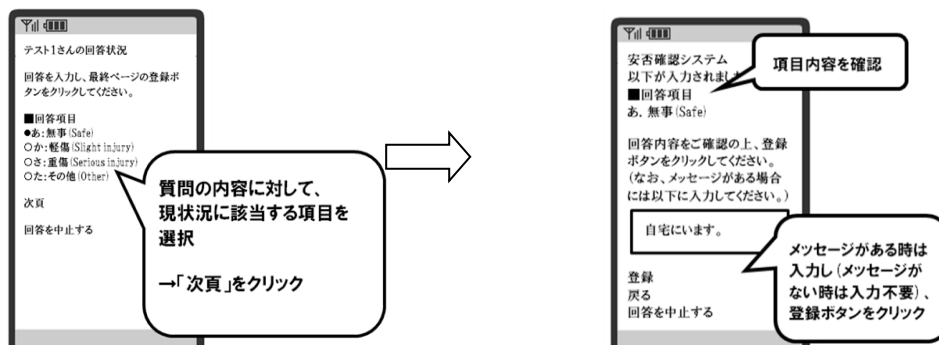 テスト1さんの回答状況
回答を入力し、最終ページの登録ボ
タンをクリックしてください。
■回答項目
●あ:無事(Safe)
○か:軽傷(Slight injury)
○さ:重傷(Serious injury)
○た:その他(Other)
次頁
回答を中止する
質問の内容に対して、
現状況に該当する項目を
選択
→「次頁」をクリック
安否確認システム
以下が入力されまし
■回答項目
あ. 無事(Safe)
項目内容を確認
回答内容をご確認の上、登録
ボタンをクリックしてください。
(なお、メッセージがある場合
には以下に入力してください。)
自宅にいます。
登録
戻る
回答を中止する
メッセージがある時は
入力し(メッセージが
ない時は入力不要)、
登録ボタンをクリック